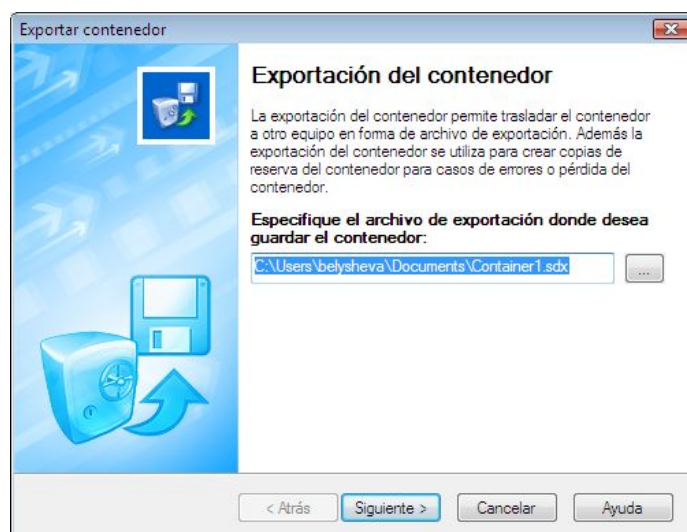 Exportar contenedor
Exportación del contenedor
La exportación del contenedor permite trasladar el contenedor
a otro equipo en forma de archivo de exportación. Además la
exportación del contenedor se utiliza para crear copias de
reserva del contenedor para casos de errores o pérdida del
contenedor.
Especifique el archivo de exportación donde desea
guardar el contenedor:
C:\Users\belysheva\Documents\Container1.sdx
...
< Atrás
Siguiente >
Cancelar
Ayuda